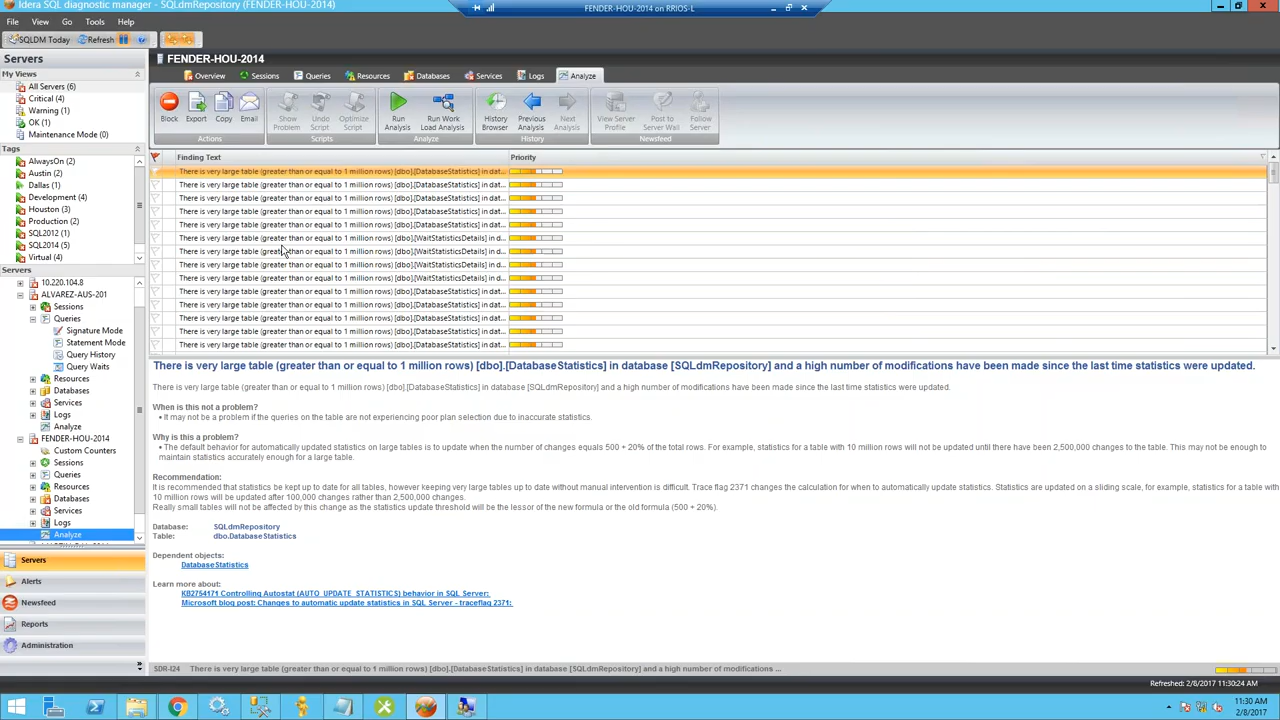 Idera SQL diagnostic manager - SQLdmRepository (FENDER-HOU-2014)
FENDER-HOU-2014 on RRIOS-L
File View Go Tools Help
SQLDM Today Refresh
Servers
FENDER-HOU-2014
My Views
Overview Sessions Queries Resources Databases Services Logs Analyze
All Servers (6)
Critical (4)
Warning (1)
OK (1)
Maintenance Mode (0)
Block Export Copy Email
Show Problem Undo Script Optimize Script
Run Analysis Run Work Load Analysis
History Browser Previous Analysis Next Analysis
View Server Profile Post to Server Wall Follow Server
Actions Scripts Analyze History Newsfeed
Tags
AlwaysOn (2)
Austin (2)
Dallas (1)
Development (4)
Houston (3)
Production (2)
SQL2012 (1)
SQL2014 (5)
Virtual (4)
Servers
10.220.104.8
ALVAREZ-AUS-201
Sessions
Queries
Signature Mode
Statement Mode
Query History
Query Waits
Resources
Databases
Services
Logs
Analyze
FENDER-HOU-2014
Custom Counters
Sessions
Queries
Resources
Databases
Services
Logs
Analyze
Servers
Alerts
Newsfeed
Reports
Administration
Finding Text Priority
There is very large table (greater than or equal to 1 million rows) [dbo].[DatabaseStatistics] in dat...
There is very large table (greater than or equal to 1 million rows) [dbo].[DatabaseStatistics] in dat...
There is very large table (greater than or equal to 1 million rows) [dbo].[DatabaseStatistics] in dat...
There is very large table (greater than or equal to 1 million rows) [dbo].[DatabaseStatistics] in dat...
There is very large table (greater than or equal to 1 million rows) [dbo].[DatabaseStatistics] in dat...
There is very large table (greater than or equal to 1 million rows) [dbo].[WaitStatisticsDetails] in d...
There is very large table (greater than or equal to 1 million rows) [dbo].[WaitStatisticsDetails] in d...
There is very large table (greater than or equal to 1 million rows) [dbo].[WaitStatisticsDetails] in d...
There is very large table (greater than or equal to 1 million rows) [dbo].[WaitStatisticsDetails] in d...
There is very large table (greater than or equal to 1 million rows) [dbo].[DatabaseStatistics] in dat...
There is very large table (greater than or equal to 1 million rows) [dbo].[DatabaseStatistics] in dat...
There is very large table (greater than or equal to 1 million rows) [dbo].[DatabaseStatistics] in dat...
There is very large table (greater than or equal to 1 million rows) [dbo].[DatabaseStatistics] in dat...
There is very large table (greater than or equal to 1 million rows) [dbo].[DatabaseStatistics] in dat...
There is very large table (greater than or equal to 1 million rows) [dbo].[DatabaseStatistics] in database [SQLdmRepository] and a high number of modifications have been made since the last time statistics were updated.
There is very large table (greater than or equal to 1 million rows) [dbo].[DatabaseStatistics] in database [SQLdmRepository] and a high number of modifications have been made since the last time statistics were updated.
When is this not a problem?
• It may not be a problem if the queries on the table are not experiencing poor plan selection due to inaccurate statistics.
Why is this a problem?
• The default behavior for automatically updated statistics on large tables is to update when the number of changes equals 500 + 20% of the total rows. For example, statistics for a table with 10 million rows will not be updated until there have been 2,500,000 changes to the table. This may not be enough to
maintain statistics accurately enough for a large table.
Recommendation:
It is recommended that statistics be kept up to date for all tables, however keeping very large tables up to date without manual intervention is difficult. Trace flag 2371 changes the calculation for when to automatically update statistics. Statistics are updated on a sliding scale, for example, statistics for a table with
10 million rows will be updated after 100,000 changes rather than 2,500,000 changes.
Really small tables will not be affected by this change as the statistics update threshold will be the lessor of the new formula or the old formula (500 + 20%).
Database: SQLdmRepository
Table: dbo.DatabaseStatistics
Dependent objects:
DatabaseStatistics
Learn more about:
KB2754171 Controlling Autostat (AUTO_UPDATE_STATISTICS) behavior in SQL Server:
Microsoft blog post: Changes to automatic update statistics in SQL Server - traceflag 2371:
SDR-I24 There is very large table (greater than or equal to 1 million rows) [dbo].[DatabaseStatistics] in database [SQLdmRepository] and a high number of modifications ...
Refreshed: 2/8/2017 11:30:24 AM
11:30 AM
2/8/2017